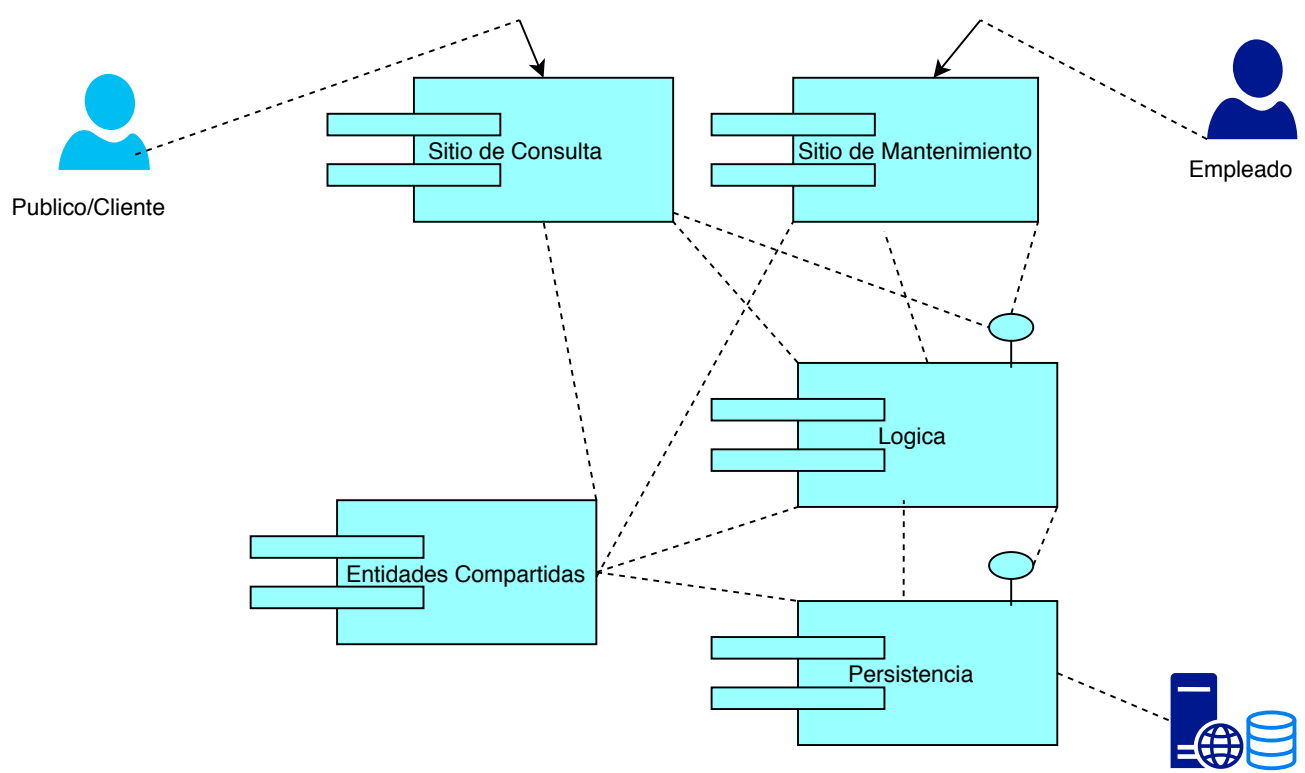 Sitio de Consulta
Sitio de Mantenimiento
Empleado
Publico/Cliente
Logica
Entidades Compartidas
Persistencia